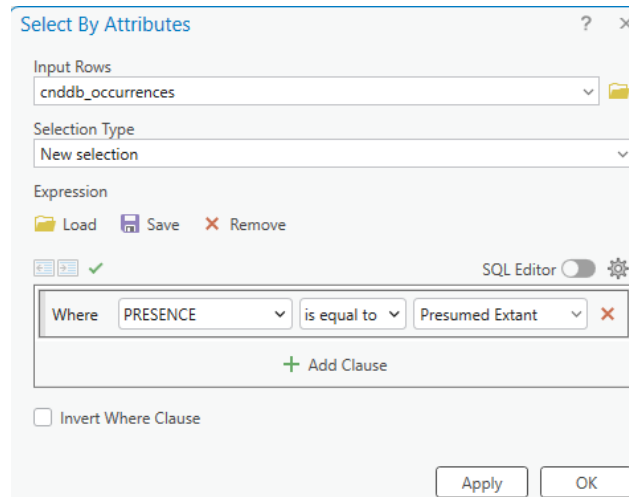 Select By Attributes ? ×
Input Rows
cnddb_occurrences
Selection Type
New selection
Expression
Load Save Remove
SQL Editor
Where PRESENCE is equal to Presumed Extant
+ Add Clause
Invert Where Clause
Apply OK